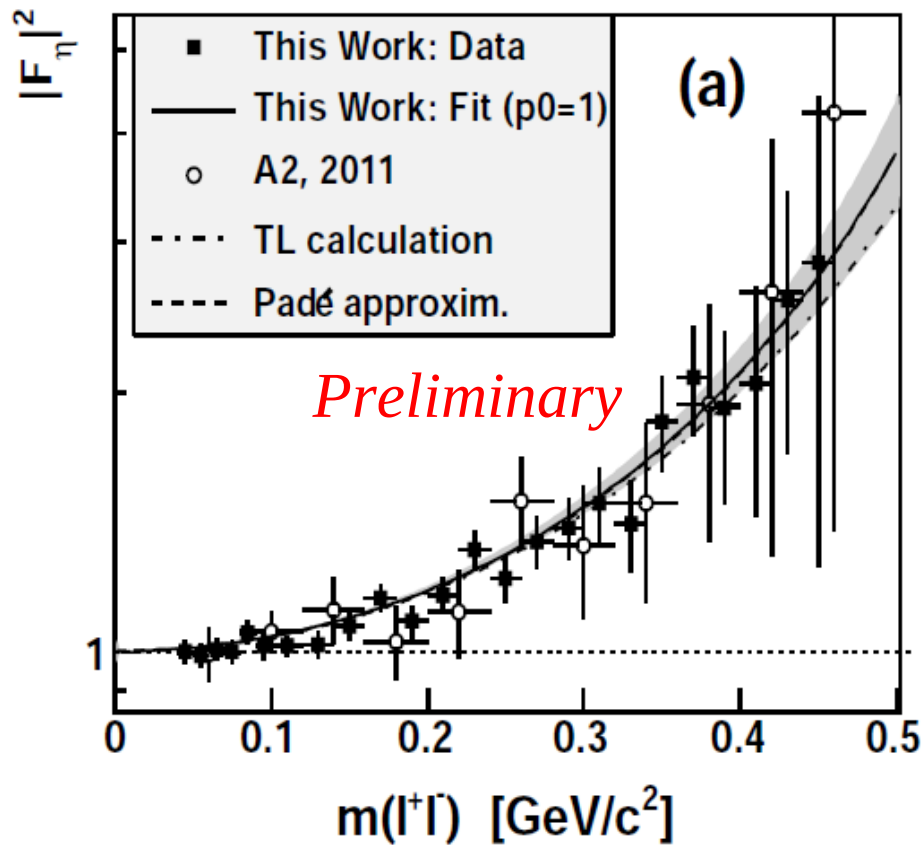 |Fη|²
This Work: Data
This Work: Fit (p0=1)
A2, 2011
TL calculation
Padé approxim.
(a)
Preliminary
1
0 0.1 0.2 0.3 0.4 0.5
m(l⁺l⁻) [GeV/c²]